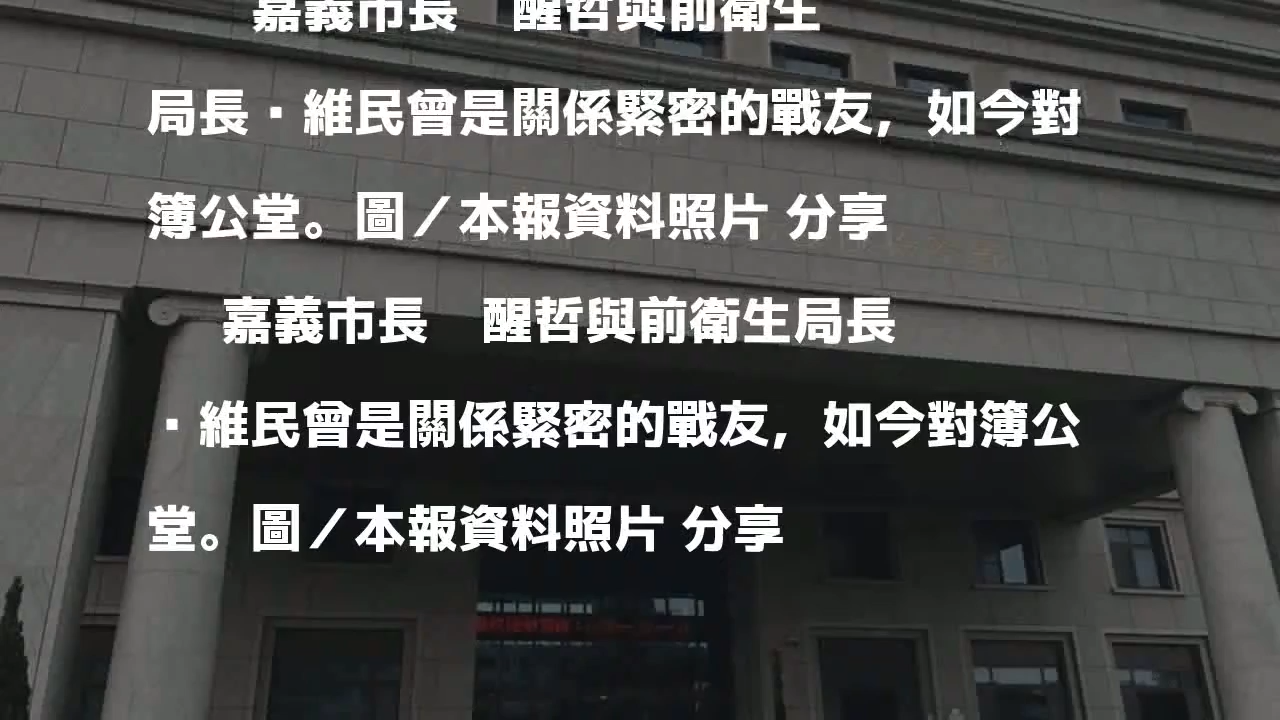 嘉義市長 醒哲與前衛生
局長▪維民曾是關係緊密的戰友，如今對
簿公堂。圖／本報資料照片 分享
嘉義市長 醒哲與前衛生局長
▪維民曾是關係緊密的戰友，如今對簿公
堂。圖／本報資料照片 分享